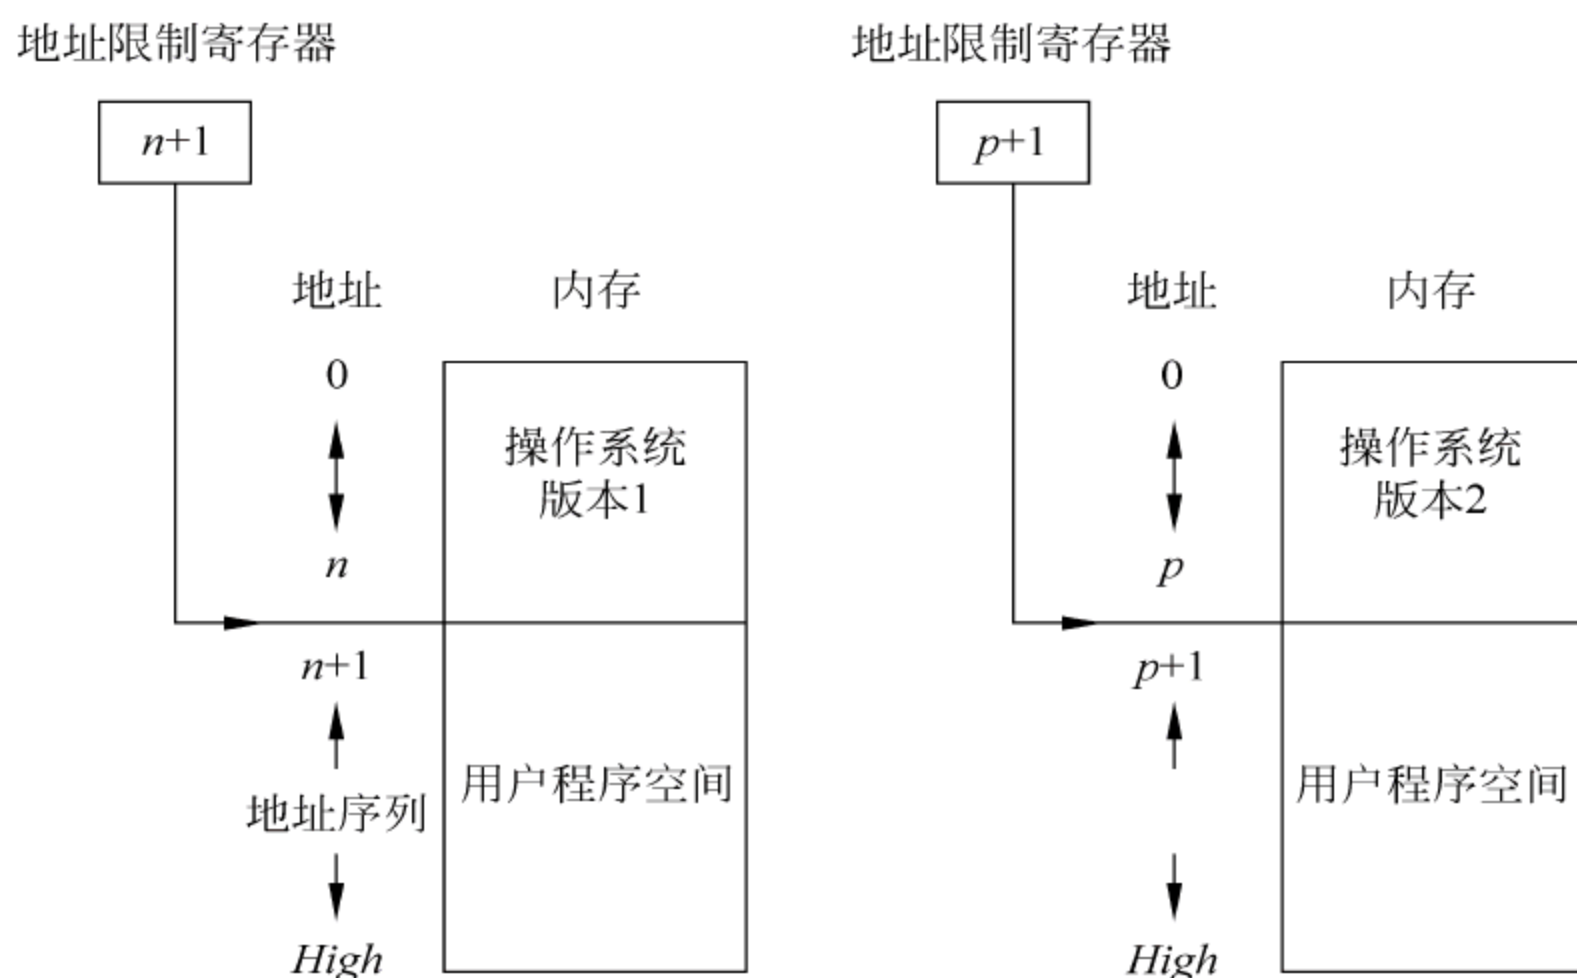 地址限制寄存器
n+1
地址 内存
0
操作系统
版本1
n
n+1
用户程序空间
地址序列
High
地址限制寄存器
p+1
地址 内存
0
操作系统
版本2
p
p+1
用户程序空间
High